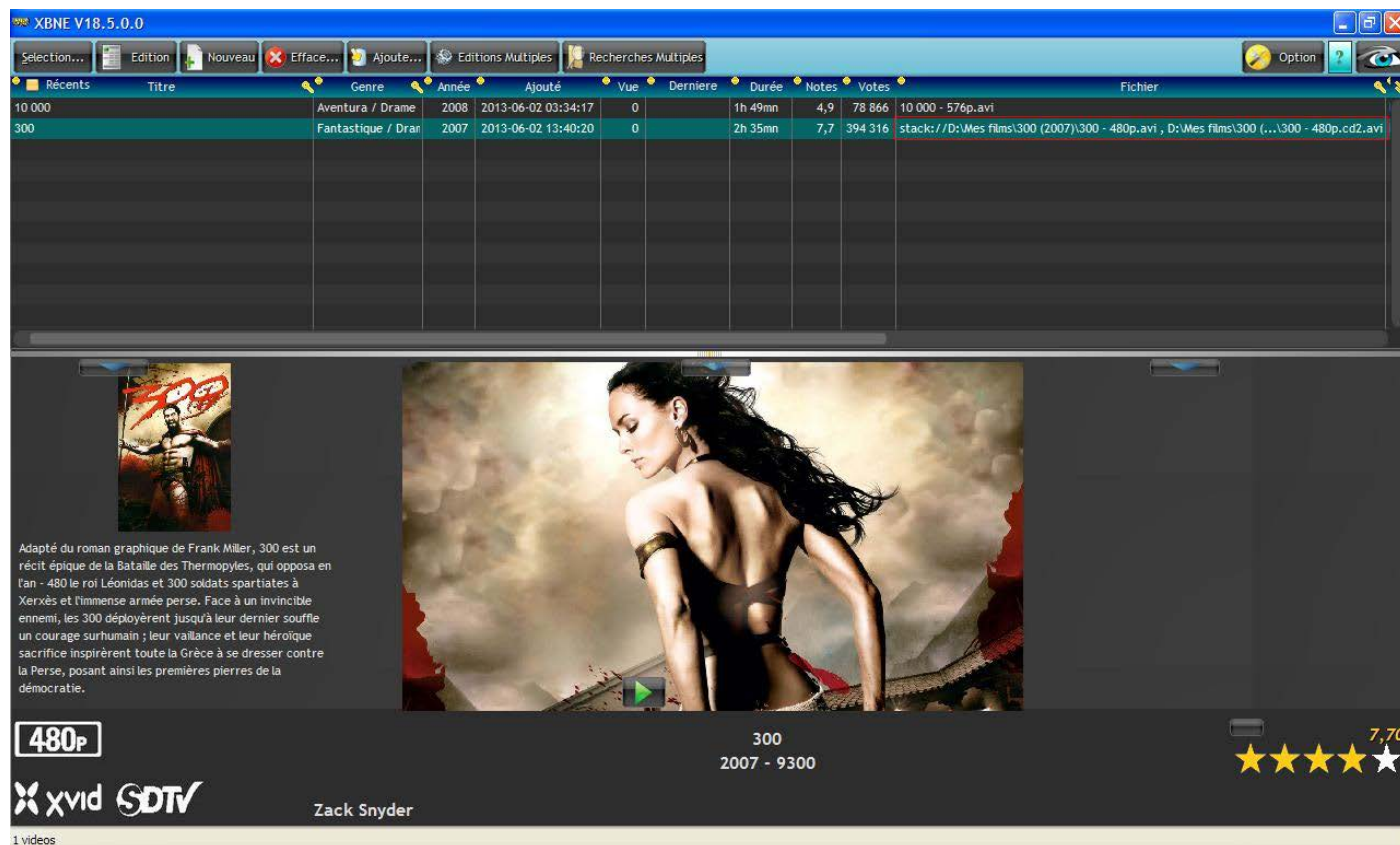 XBNE V18.5.0.0
Selection... Edition Nouveau Efface... Ajoute... Editions Multiples Recherches Multiples Option ?
Récents Titre Genre Année Ajouté Vue Derniere Durée Notes Votes Fichier
10 000 Aventura / Drame 2008 2013-06-02 03:34:17 0 1h 49mn 4,9 78 866 10 000 - 576p.avi
300 Fantastique / Dran 2007 2013-06-02 13:40:20 0 2h 35mn 7,7 394 316 stack://D:\Mes films\300 (2007)\300 - 480p.avi , D:\Mes films\300 (...\300 - 480p.cd2.avi
300
Adapté du roman graphique de Frank Miller, 300 est un
récit épique de la Bataille des Thermopyles, qui opposa en
l'an - 480 le roi Léonidas et 300 soldats spartiates à
Xerxès et l'immense armée perse. Face à un invincible
ennemi, les 300 déployèrent jusqu'à leur dernier souffle
un courage surhumain ; leur vaillance et leur héroïque
sacrifice inspirèrent toute la Grèce à se dresser contre
la Perse, posant ainsi les premières pierres de la
démocratie.
480P
300
2007 - 9300
7,70
xvid SDTV
Zack Snyder
1 videos